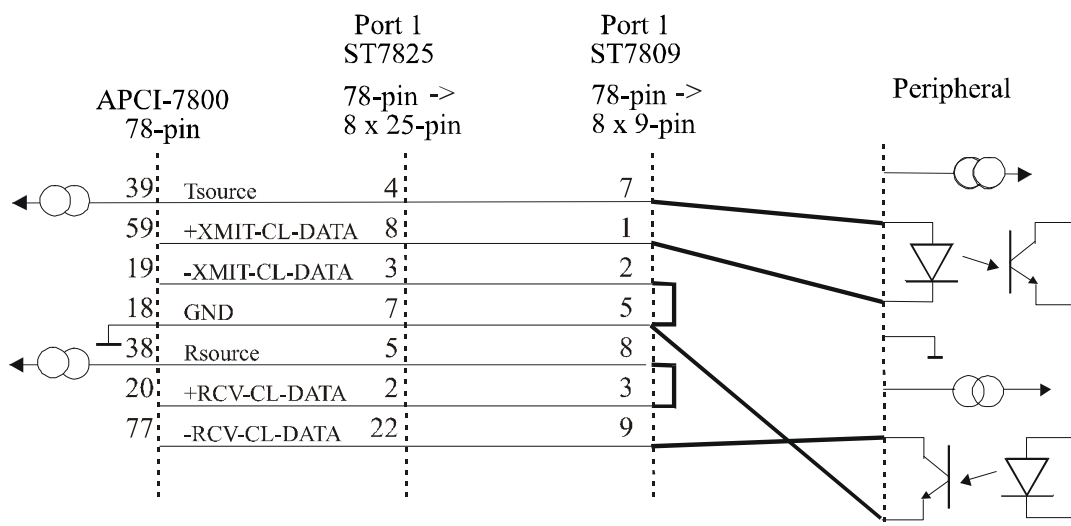 Port 1
ST7825
78-pin ->
8 x 25-pin
Port 1
ST7809
78-pin ->
8 x 9-pin
APCI-7800
78-pin
Peripheral
39 Tsource 4 7
59 +XMIT-CL-DATA 8 1
19 -XMIT-CL-DATA 3 2
18 GND 7 5
38 Rsource 5 8
20 +RCV-CL-DATA 2 3
77 -RCV-CL-DATA 22 9